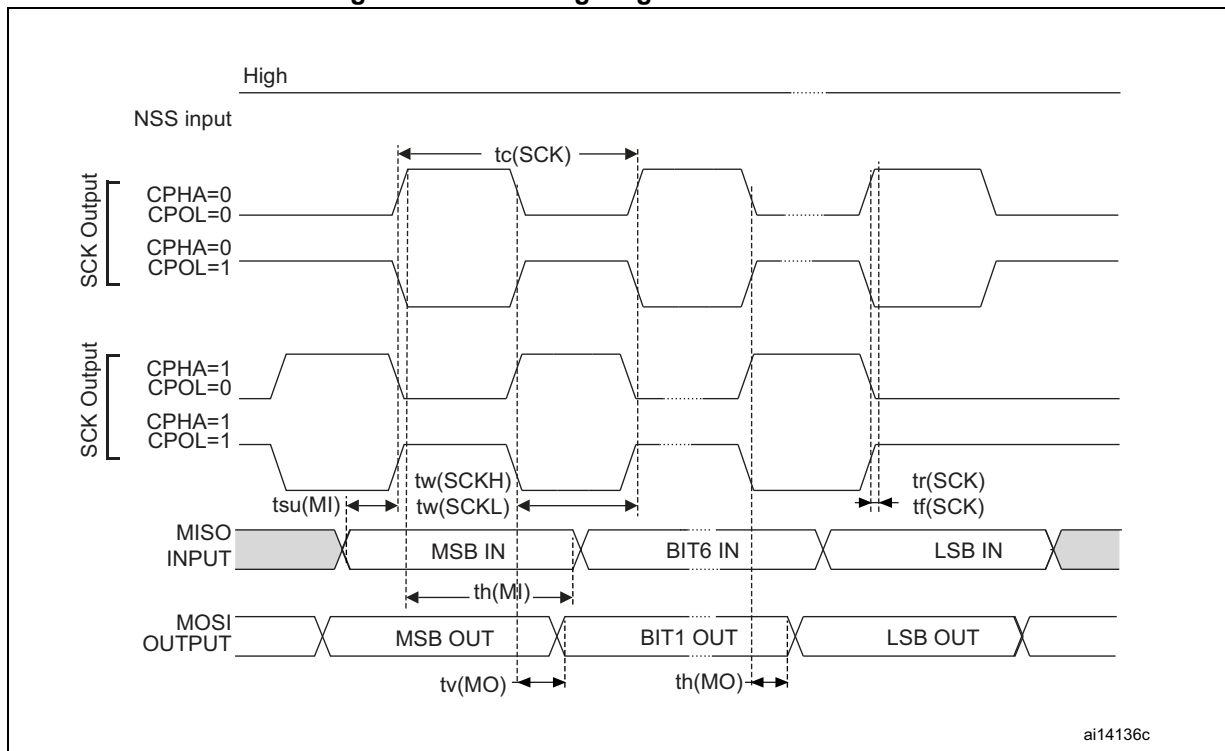 High
NSS input
tc(SCK)
SCK Output
CPHA=0
CPOL=0
CPHA=0
CPOL=1
SCK Output
CPHA=1
CPOL=0
CPHA=1
CPOL=1
tw(SCKH)
tw(SCKL)
tr(SCK)
tf(SCK)
tsu(MI)
MISO
INPUT
MSB IN
BIT6 IN
LSB IN
th(MI)
MOSI
OUTPUT
MSB OUT
BIT1 OUT
LSB OUT
tv(MO)
th(MO)
ai14136c